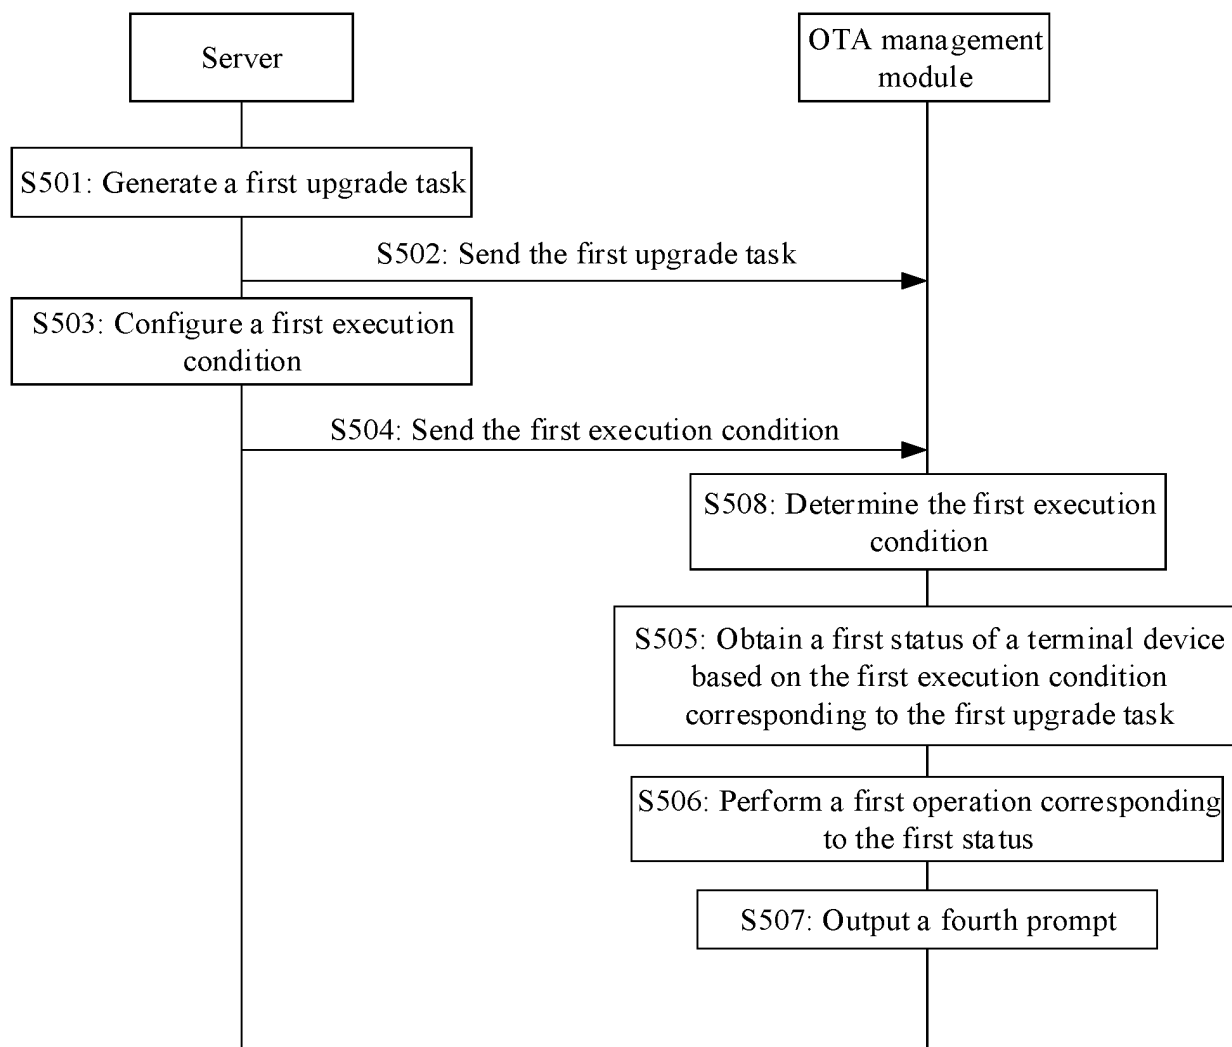 Server
OTA management
module
S501: Generate a first upgrade task
S502: Send the first upgrade task
S503: Configure a first execution
condition
S504: Send the first execution condition
S508: Determine the first execution
condition
S505: Obtain a first status of a terminal device
based on the first execution condition
corresponding to the first upgrade task
S506: Perform a first operation corresponding
to the first status
S507: Output a fourth prompt